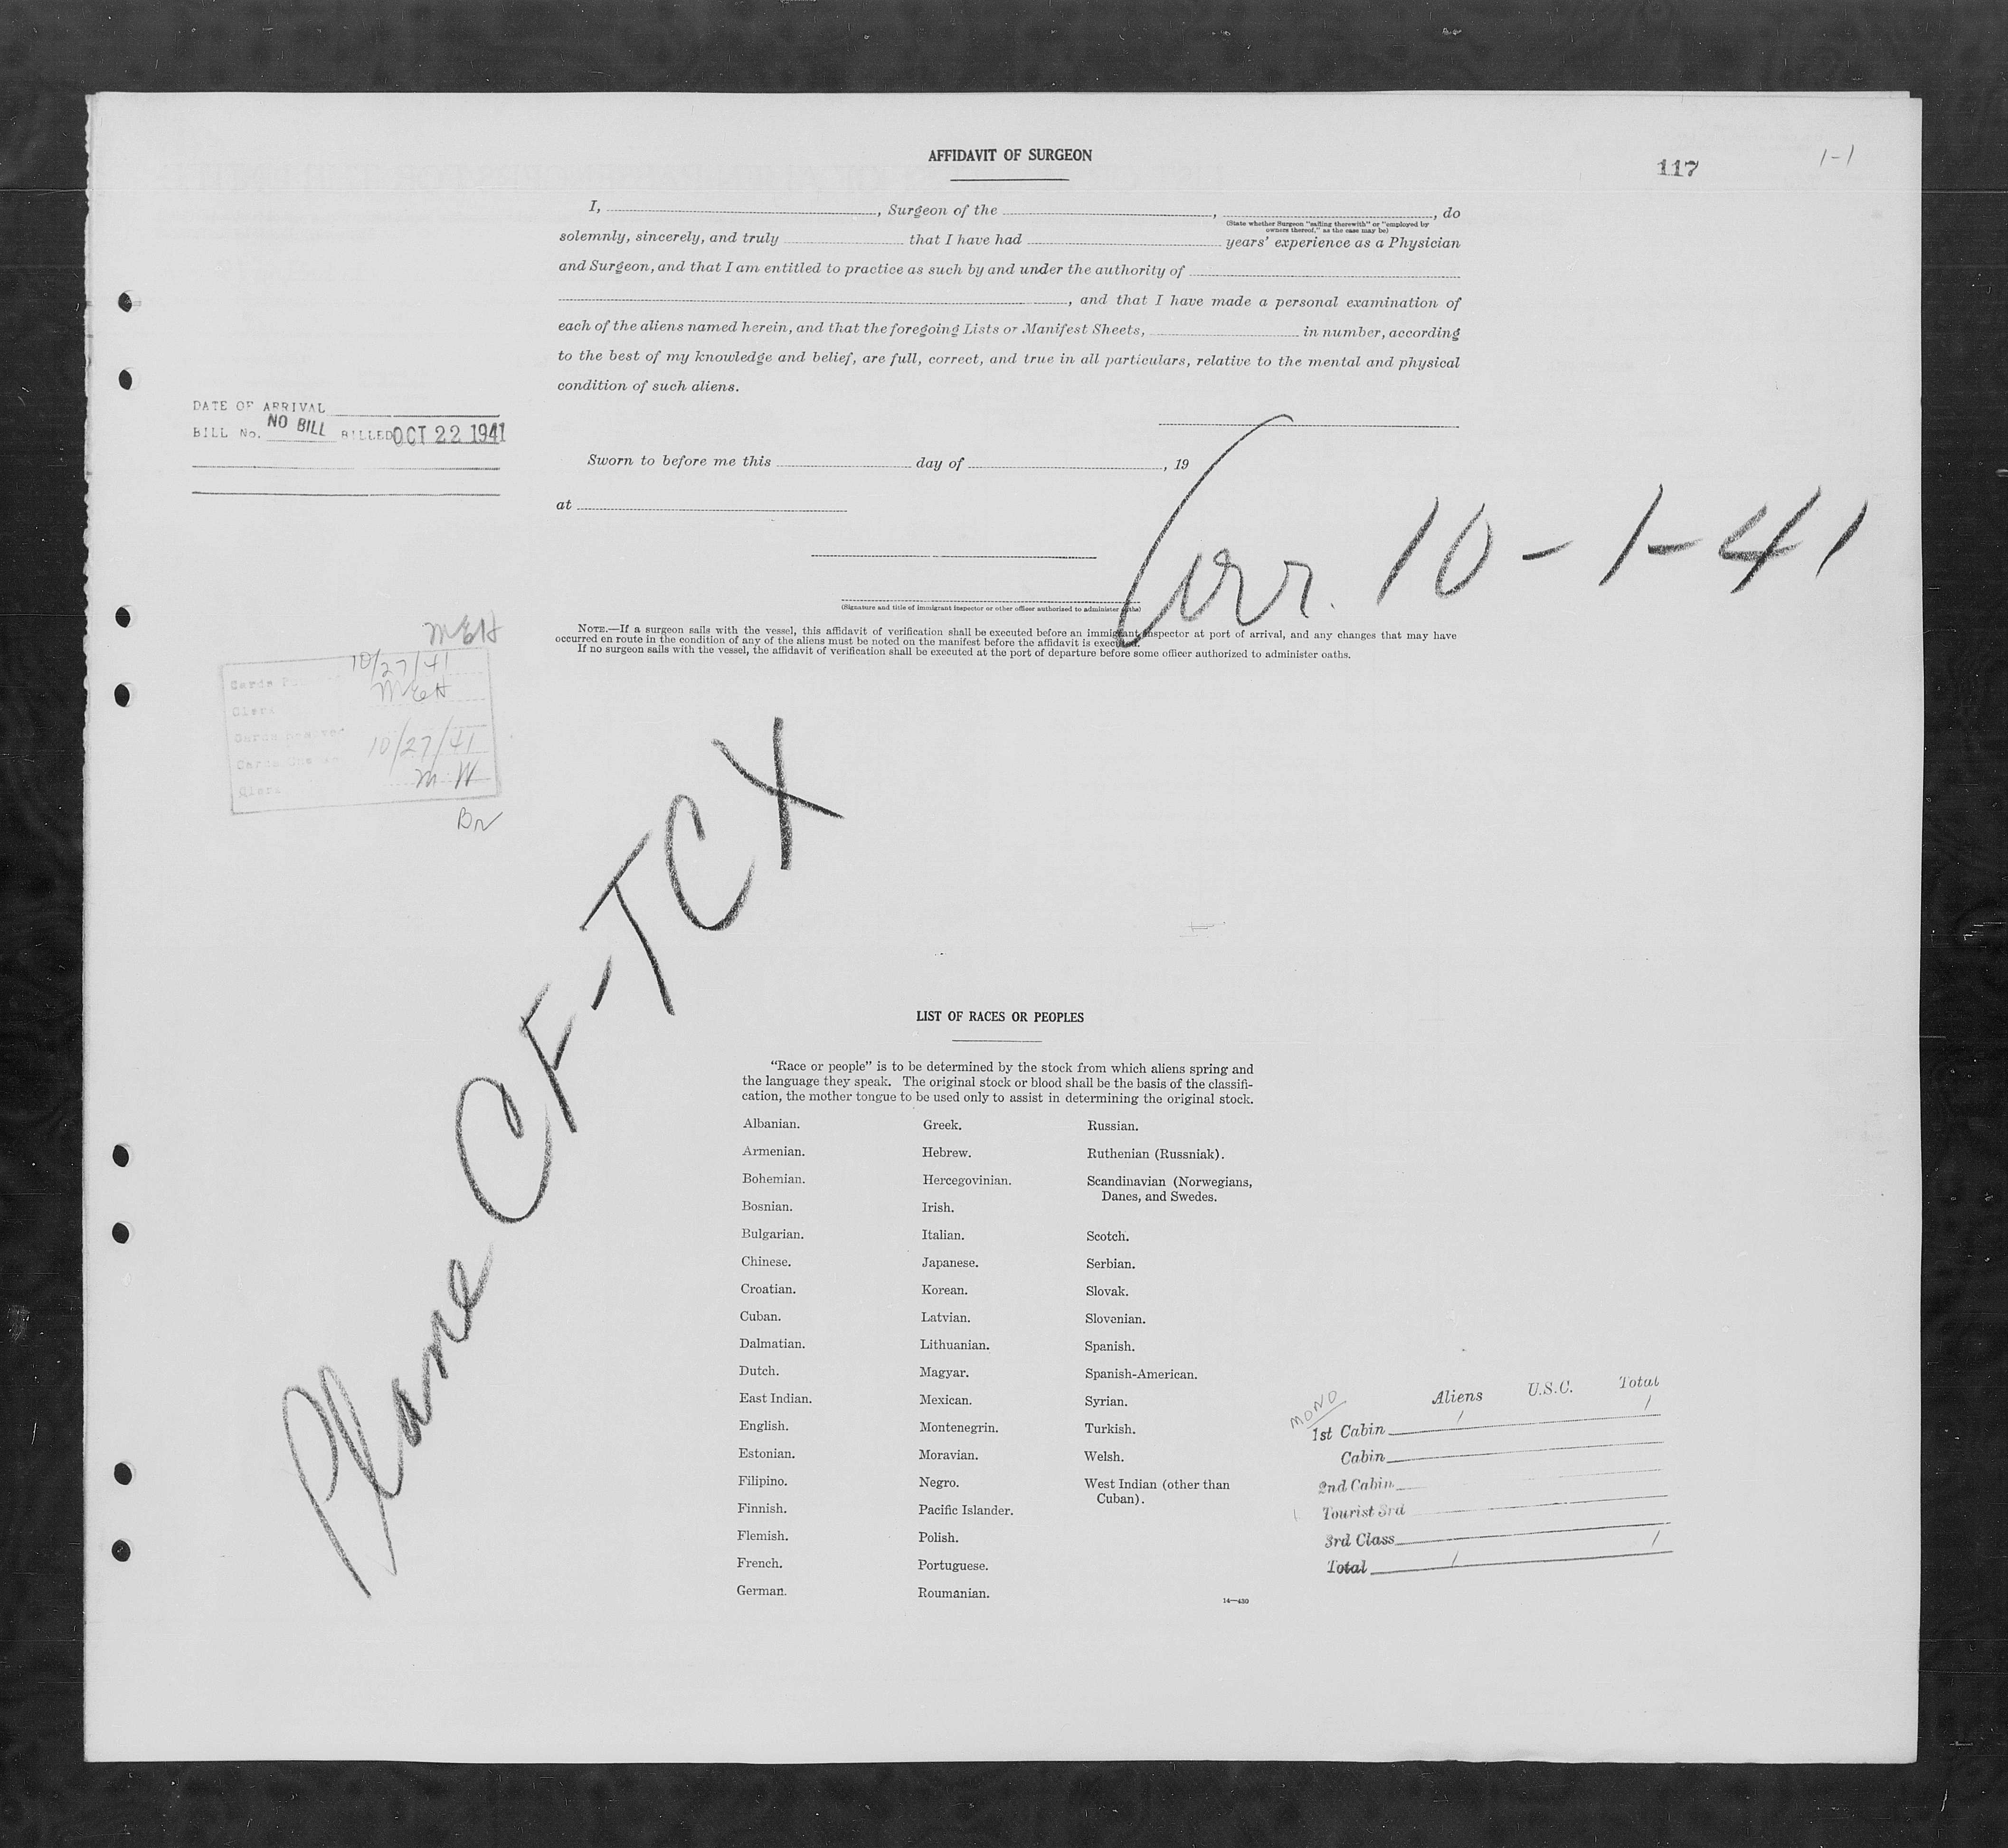 AFFIDAVIT OF SURGEON
117
1-1
I, , Surgeon of the , , do
(State whether Surgeon "sailing therewith" or "employed by
owners thereof," as the case may be)
solemnly, sincerely, and truly that I have had years' experience as a Physician
and Surgeon, and that I am entitled to practice as such by and under the authority of
, and that I have made a personal examination of
each of the aliens named herein, and that the foregoing Lists or Manifest Sheets, in number, according
to the best of my knowledge and belief, are full, correct, and true in all particulars, relative to the mental and physical
condition of such aliens.
DATE OF ARRIVAL
BILL No. NO BILL BILLED OCT 22 1941
Sworn to before me this day of , 19
at
Arr. 10-1-41
(Signature and title of immigrant inspector or other officer authorized to administer oaths)
NOTE.—If a surgeon sails with the vessel, this affidavit of verification shall be executed before an immigrant inspector at port of arrival, and any changes that may have
occurred en route in the condition of any of the aliens must be noted on the manifest before the affidavit is executed.
If no surgeon sails with the vessel, the affidavit of verification shall be executed at the port of departure before some officer authorized to administer oaths.
MEH
Cards 10/27/41
Clerk MEH
Cards 10/27/41
Cards
Clerk M W
Plane CF-TCX
LIST OF RACES OR PEOPLES
"Race or people" is to be determined by the stock from which aliens spring and
the language they speak. The original stock or blood shall be the basis of the classifi-
cation, the mother tongue to be used only to assist in determining the original stock.
Albanian.
Armenian.
Bohemian.
Bosnian.
Bulgarian.
Chinese.
Croatian.
Cuban.
Dalmatian.
Dutch.
East Indian.
English.
Estonian.
Filipino.
Finnish.
Flemish.
French.
German.
Greek.
Hebrew.
Hercegovinian.
Irish.
Italian.
Japanese.
Korean.
Latvian.
Lithuanian.
Magyar.
Mexican.
Montenegrin.
Moravian.
Negro.
Pacific Islander.
Polish.
Portuguese.
Roumanian.
Russian.
Ruthenian (Russniak).
Scandinavian (Norwegians,
Danes, and Swedes.
Scotch.
Serbian.
Slovak.
Slovenian.
Spanish.
Spanish-American.
Syrian.
Turkish.
Welsh.
West Indian (other than
Cuban).
14—430
MONO
Aliens U.S.C. Total
1st Cabin 1 1
Cabin
2nd Cabin
Tourist 3rd
3rd Class
Total 1 1